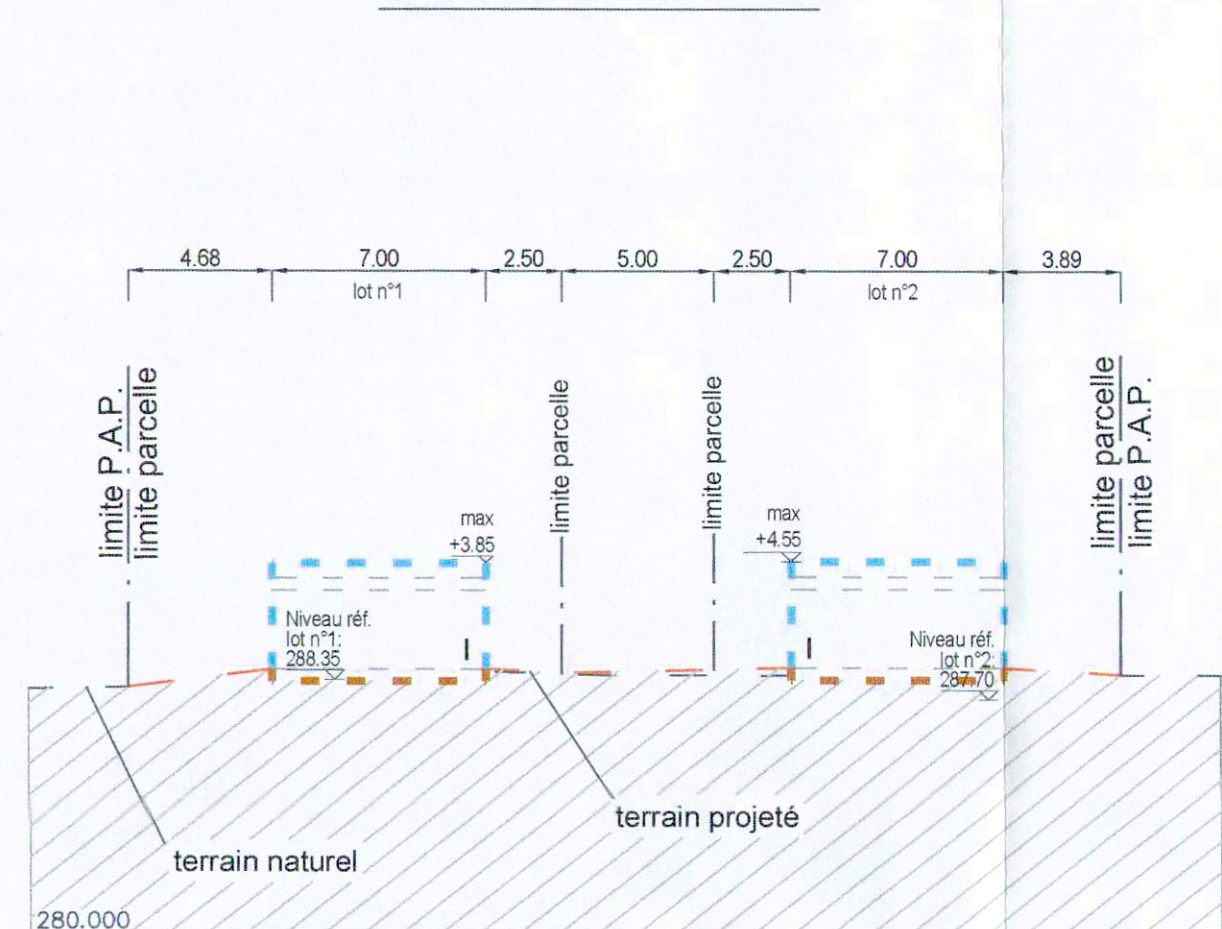 4.68
7.00
2.50
5.00
2.50
7.00
3.89
lot n°1
lot n°2
limite P.A.P.
limite parcelle
limite parcelle
limite parcelle
limite parcelle
limite P.A.P.
max
+3.85
max
+4.55
Niveau réf.
lot n°1:
288.35
I
I
Niveau réf.
lot n°2:
287.70
terrain projeté
terrain naturel
280.000